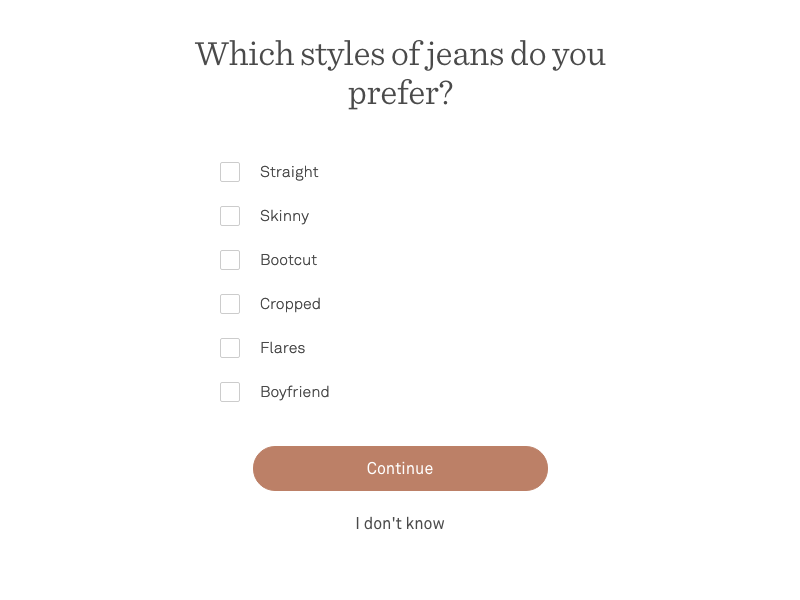 Which styles of jeans do you
prefer?
Straight
Skinny
Bootcut
Cropped
Flares
Boyfriend
Continue
I don't know